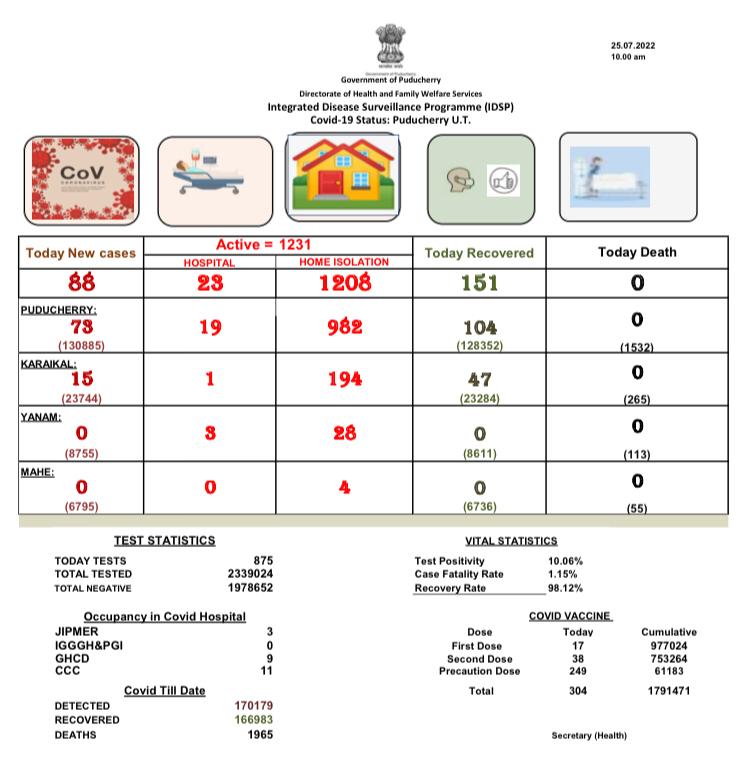 25.07.2022
10.00 am
Government of Puducherry
Directorate of Health and Family Welfare Services
Integrated Disease Surveillance Programme (IDSP)
Covid-19 Status: Puducherry U.T.
CoV
CORONAVIRUS
Today New cases
Active = 1231
HOSPITAL HOME ISOLATION
Today Recovered
Today Death
88 23 1208 151 0
PUDUCHERRY:
73 19 982 104 0
(130885) (128352) (1532)
KARAIKAL:
15 1 194 47 0
(23744) (23284) (265)
YANAM:
0 3 28 0 0
(8755) (8611) (113)
MAHE:
0 0 4 0 0
(6795) (6736) (55)
TEST STATISTICS
TODAY TESTS 875
TOTAL TESTED 2339024
TOTAL NEGATIVE 1978652
VITAL STATISTICS
Test Positivity 10.06%
Case Fatality Rate 1.15%
Recovery Rate 98.12%
Occupancy in Covid Hospital
JIPMER 3
IGGGH&PGI 0
GHCD 9
CCC 11
COVID VACCINE
Dose Today Cumulative
First Dose 17 977024
Second Dose 38 753264
Precaution Dose 249 61183
Total 304 1791471
Covid Till Date
DETECTED 170179
RECOVERED 166983
DEATHS 1965
Secretary (Health)